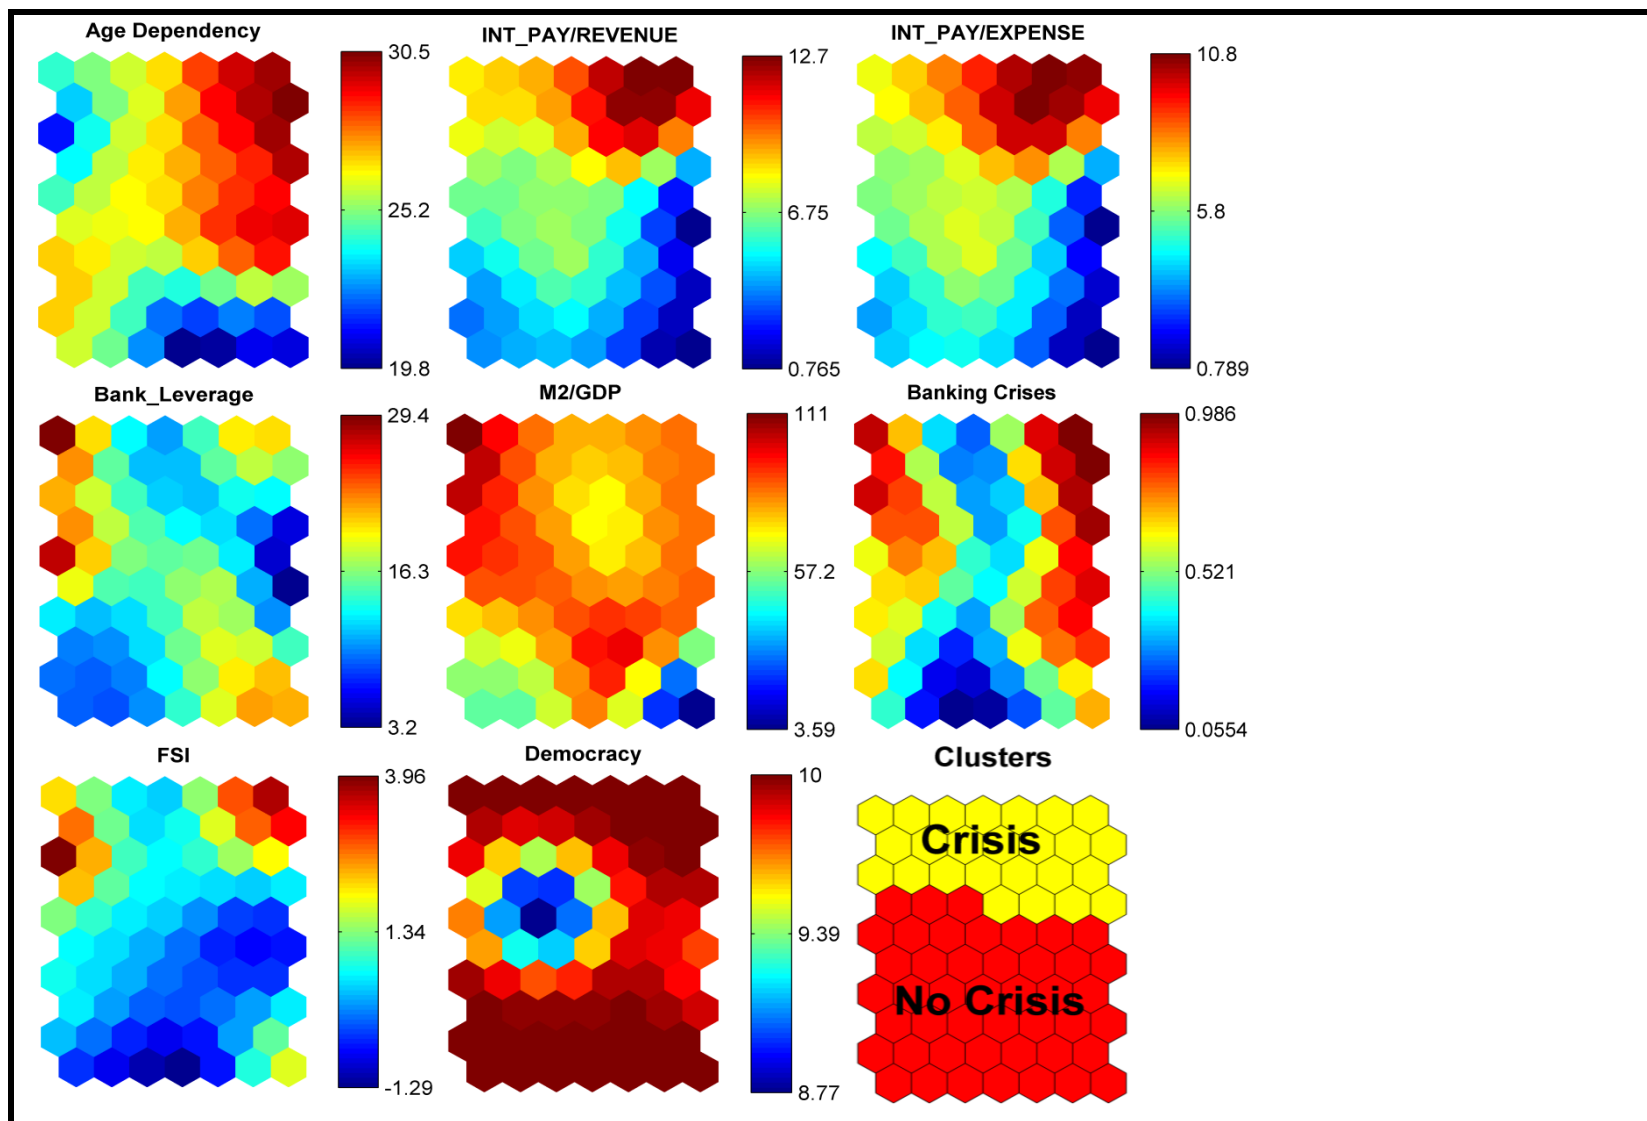 Age Dependency
30.5
25.2
19.8
INT_PAY/REVENUE
12.7
6.75
0.765
INT_PAY/EXPENSE
10.8
5.8
0.789
Bank_Leverage
29.4
16.3
3.2
M2/GDP
111
57.2
3.59
Banking Crises
0.986
0.521
0.0554
FSI
3.96
1.34
-1.29
Democracy
10
9.39
8.77
Clusters
Crisis
No Crisis